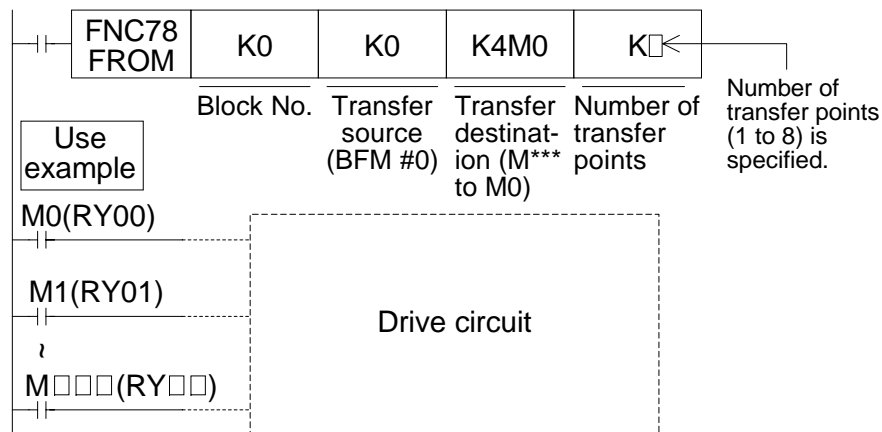 FNC78
FROM
K0
K0
K4M0
K□
Block No.
Transfer
source
(BFM #0)
Transfer
destinat-
ion (M***
to M0)
Number of
transfer
points
Number of
transfer points
(1 to 8) is
specified.
Use
example
M0(RY00)
M1(RY01)
~
M□□□(RY□□)
Drive circuit